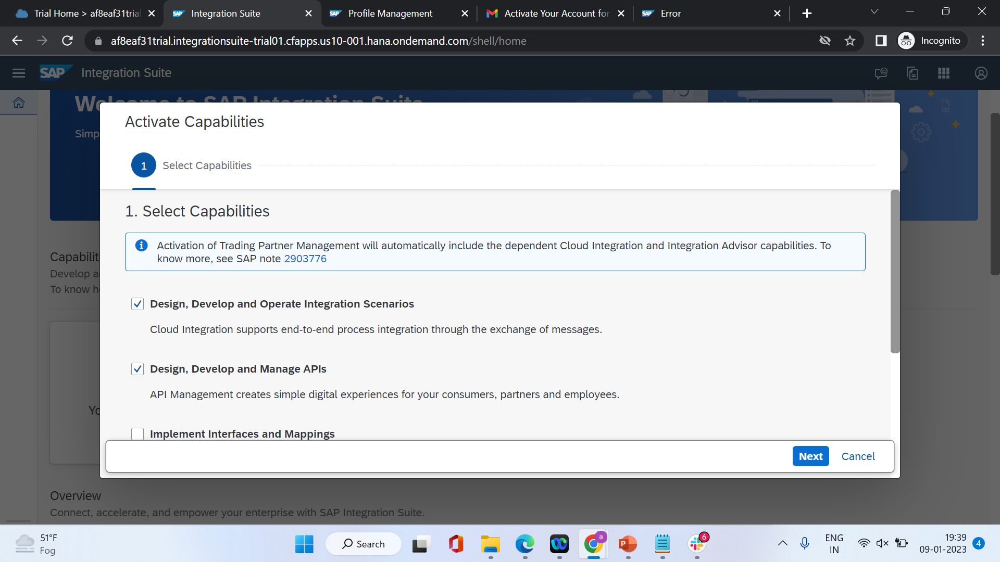 Trial Home > af8eaf31trial
Integration Suite
Profile Management
Activate Your Account for
Error
af8eaf31trial.integrationsuite-trial01.cfapps.us10-001.hana.ondemand.com/shell/home
Incognito
SAP Integration Suite
Welcome to SAP Integration Suite
Simp
Activate Capabilities
1 Select Capabilities
1. Select Capabilities
Activation of Trading Partner Management will automatically include the dependent Cloud Integration and Integration Advisor capabilities. To
know more, see SAP note 2903776
Capabiliti
Develop a
To know h
Design, Develop and Operate Integration Scenarios
Cloud Integration supports end-to-end process integration through the exchange of messages.
Design, Develop and Manage APIs
API Management creates simple digital experiences for your consumers, partners and employees.
Yo
Implement Interfaces and Mappings
Next Cancel
Overview
Connect, accelerate, and empower your enterprise with SAP Integration Suite.
51°F
Fog
Search
a
P
6
ENG
IN
19:39
09-01-2023
4